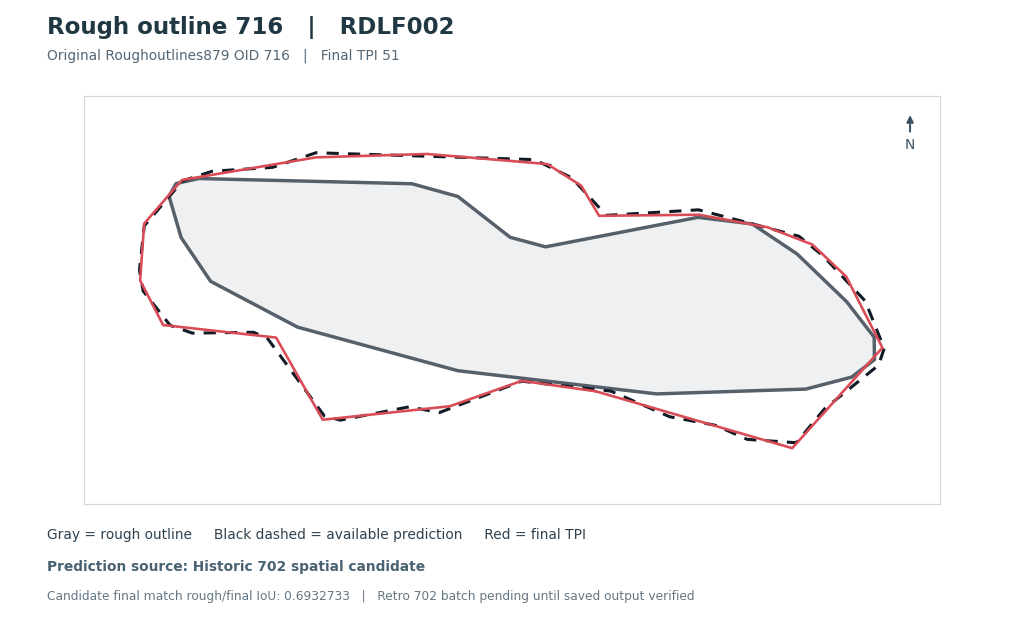 Rough outline 716 | RDLF002
Original Roughoutlines879 OID 716 | Final TPI 51
N
Gray = rough outline Black dashed = available prediction Red = final TPI
Prediction source: Historic 702 spatial candidate
Candidate final match rough/final IoU: 0.6932733 | Retro 702 batch pending until saved output verified